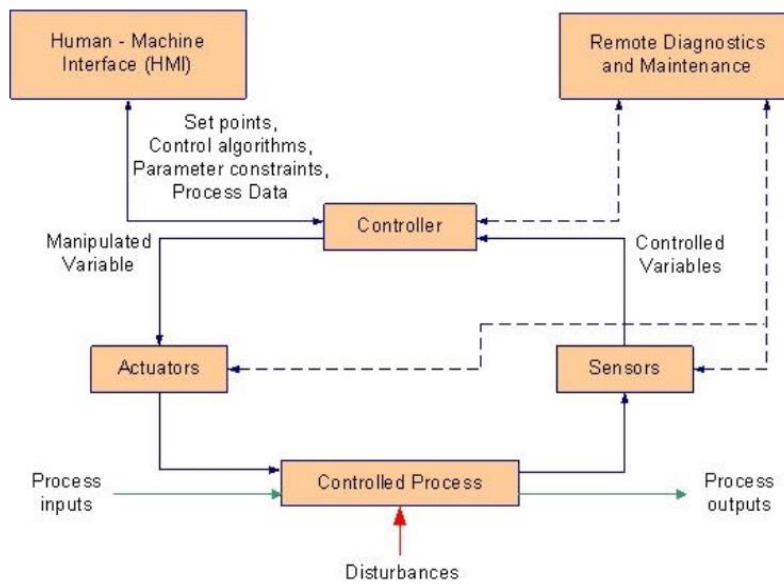 Human - Machine
Interface (HMI)
Remote Diagnostics
and Maintenance
Set points,
Control algorithms,
Parameter constraints,
Process Data
Controller
Manipulated
Variable
Controlled
Variables
Actuators
Sensors
Process
inputs
Controlled Process
Process
outputs
Disturbances